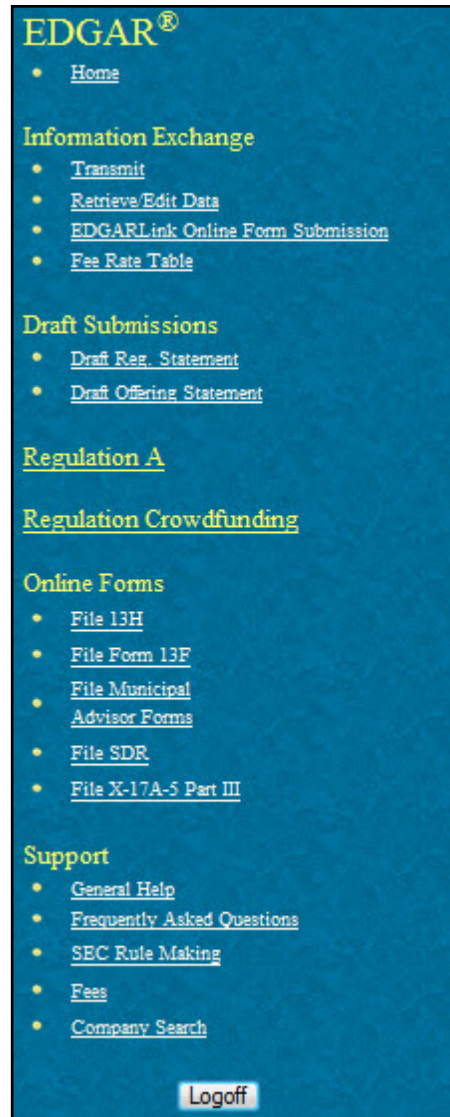 EDGAR®
Home
Information Exchange
Transmit
Retrieve/Edit Data
EDGARLink Online Form Submission
Fee Rate Table
Draft Submissions
Draft Reg. Statement
Draft Offering Statement
Regulation A
Regulation Crowdfunding
Online Forms
File 13H
File Form 13F
File Municipal
Advisor Forms
File SDR
File X-17A-5 Part III
Support
General Help
Frequently Asked Questions
SEC Rule Making
Fees
Company Search
Logoff